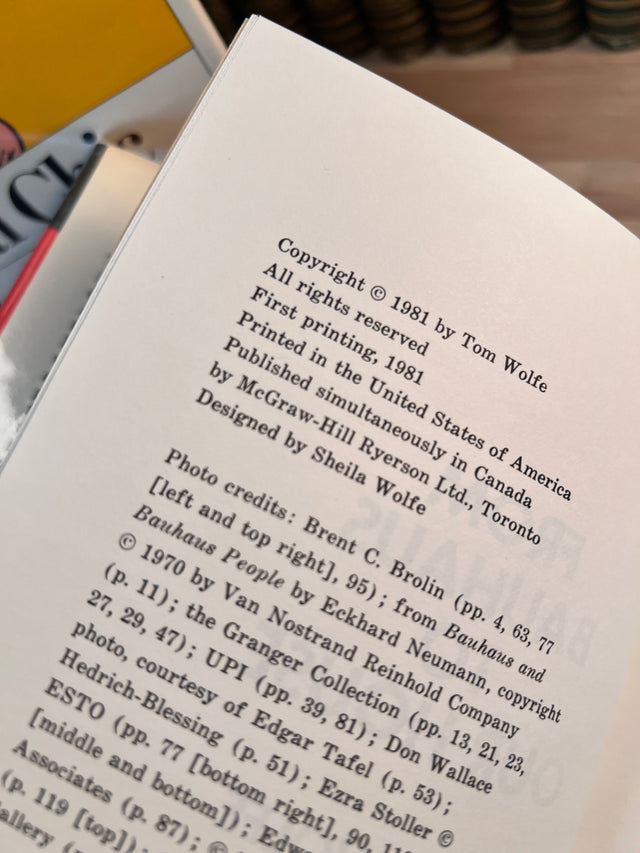 Copyright © 1981 by Tom Wolfe
All rights reserved
First printing, 1981
Printed in the United States of America
Published simultaneously in Canada
by McGraw-Hill Ryerson Ltd., Toronto
Designed by Sheila Wolfe
Photo credits: Brent C. Brolin (pp. 4, 63, 77
[left and top right], 95); from Bauhaus and
Bauhaus People by Eckhard Neumann, copyright
© 1970 by Van Nostrand Reinhold Company
(p. 11); the Granger Collection (pp. 13, 21, 23,
27, 29, 47); UPI (pp. 39, 81); Don Wallace
photo, courtesy of Edgar Tafel (p. 53);
Hedrich-Blessing (p. 51); Ezra Stoller ©
ESTO (pp. 77 [bottom right], 90,
[middle and bottom]);
Associates (p. 87); ©
(p. 119 [top]);